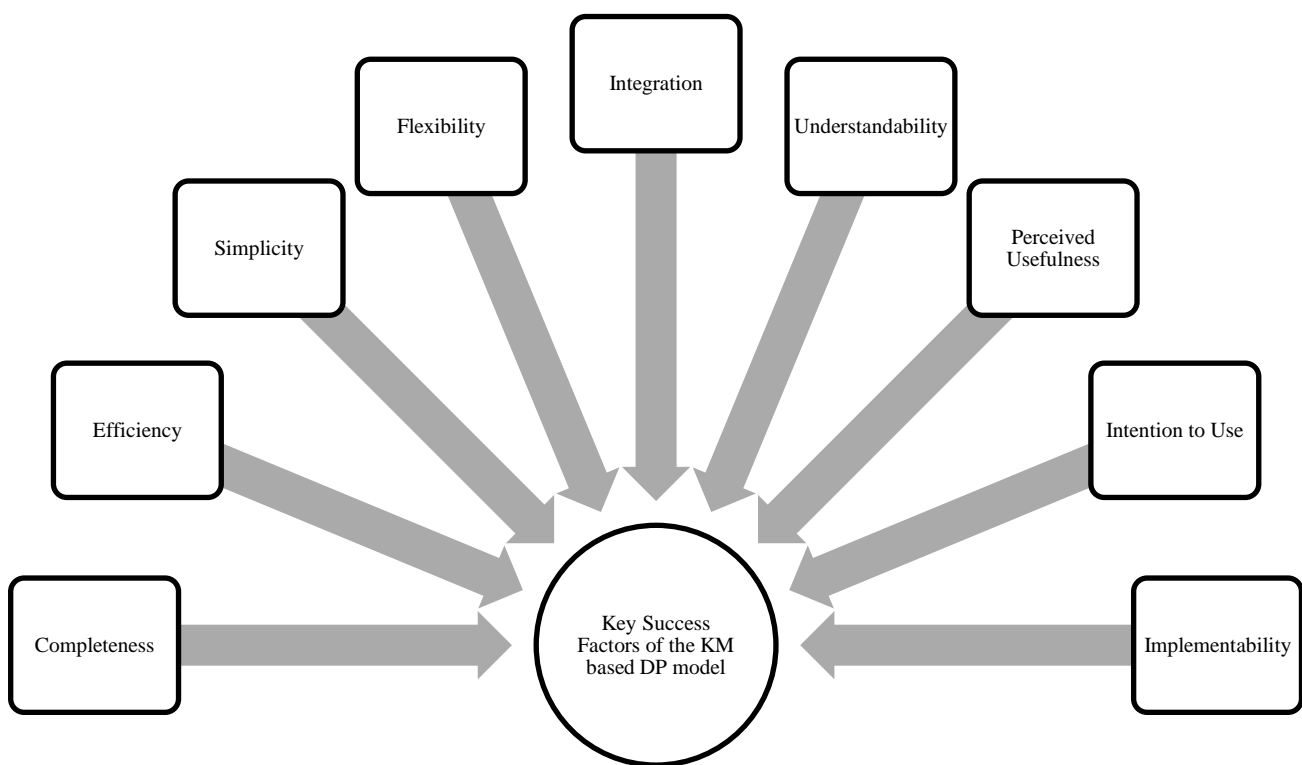 Integration
Flexibility
Understandability
Simplicity
Perceived
Usefulness
Efficiency
Intention to Use
Completeness
Key Success
Factors of the KM
based DP model
Implementability